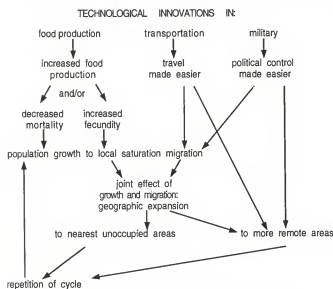 TECHNOLOGICAL INNOVATIONS IN:
food production transportation military
increased food production
travel made easier
political control made easier
and/or
decreased mortality
increased fecundity
population growth to local saturation migration
joint effect of
growth and migration:
geographic expansion
to nearest unoccupied areas to more remote areas
repetition of cycle